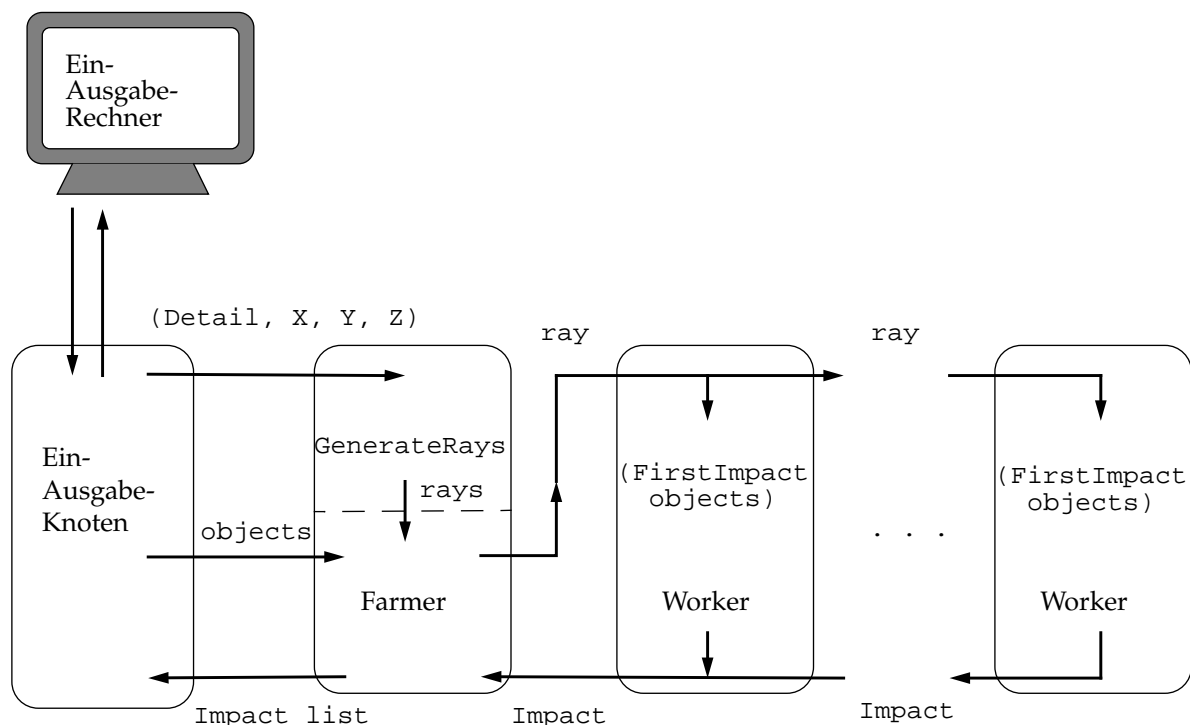 Ein-
Ausgabe-
Rechner
(Detail, X, Y, Z)
ray
ray
GenerateRays
rays
Ein-
Ausgabe-
Knoten
objects
(FirstImpact
objects)
(FirstImpact
objects)
. . .
Farmer
Worker
Worker
Impact list
Impact
Impact